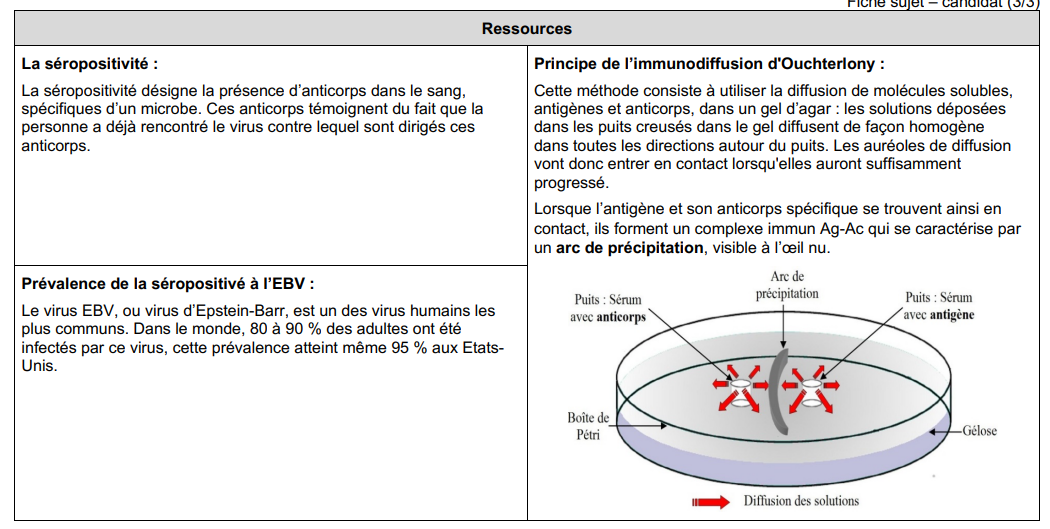 Fiche sujet – candidat (3/3)
Ressources
La séropositivité :
La séropositivité désigne la présence d'anticorps dans le sang,
spécifiques d'un microbe. Ces anticorps témoignent du fait que la
personne a déjà rencontré le virus contre lequel sont dirigés ces
anticorps.
Prévalence de la séropositivé à l'EBV :
Le virus EBV, ou virus d'Epstein-Barr, est un des virus humains les
plus communs. Dans le monde, 80 à 90 % des adultes ont été
infectés par ce virus, cette prévalence atteint même 95 % aux Etats-
Unis.
Principe de l'immunodiffusion d'Ouchterlony :
Cette méthode consiste à utiliser la diffusion de molécules solubles,
antigènes et anticorps, dans un gel d'agar : les solutions déposées
dans les puits creusés dans le gel diffusent de façon homogène
dans toutes les directions autour du puits. Les auréoles de diffusion
vont donc entrer en contact lorsqu'elles auront suffisamment
progressé.
Lorsque l'antigène et son anticorps spécifique se trouvent ainsi en
contact, ils forment un complexe immun Ag-Ac qui se caractérise par
un arc de précipitation, visible à l'œil nu.
Arc de
précipitation
Puits : Sérum
avec anticorps
Puits : Sérum
avec antigène
Boîte de
Pétri
Gélose
Diffusion des solutions